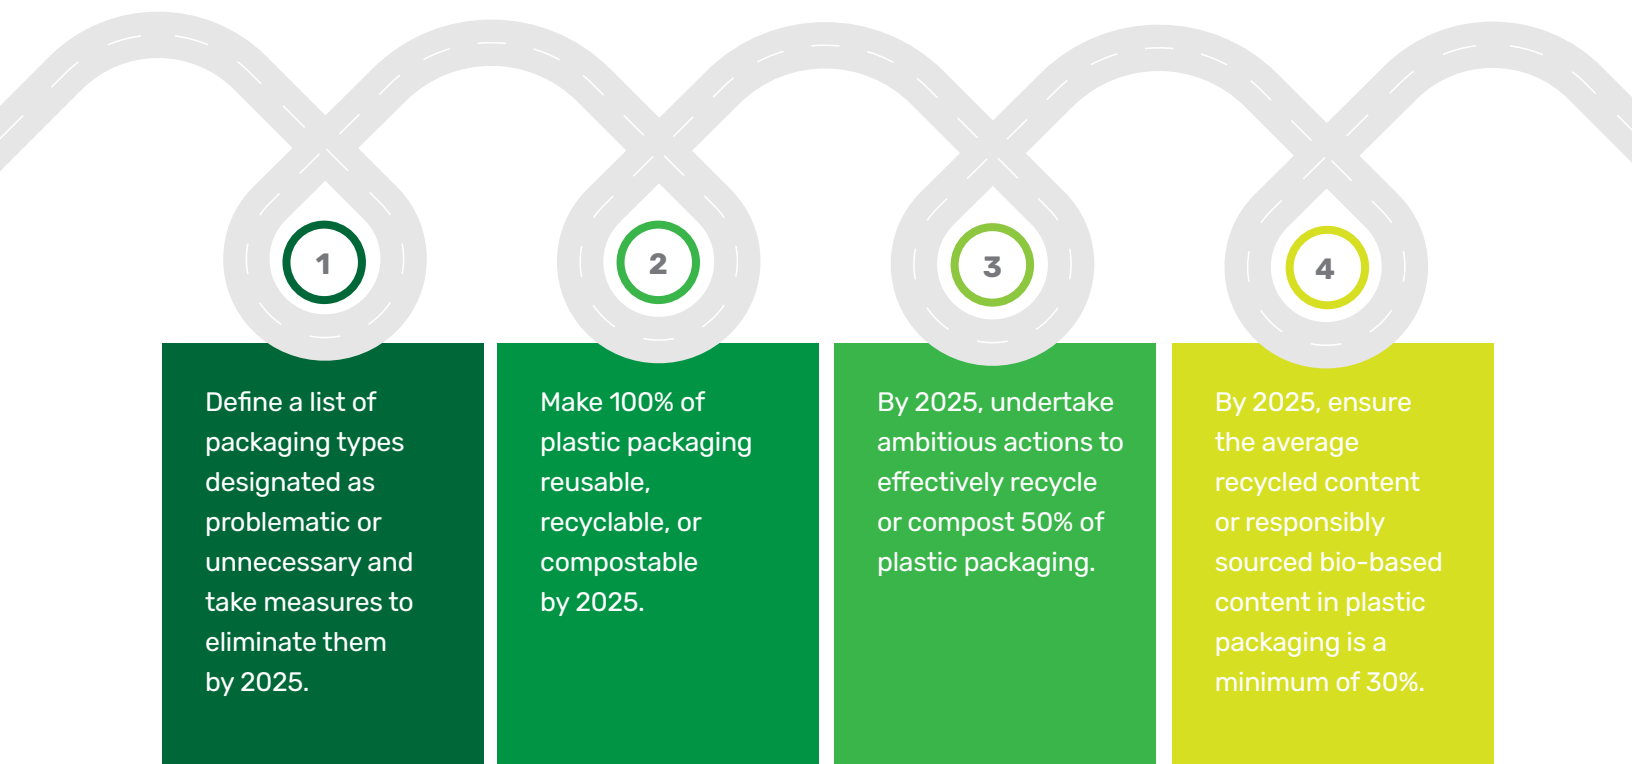 1
Define a list of
packaging types
designated as
problematic or
unnecessary and
take measures to
eliminate them
by 2025.
2
Make 100% of
plastic packaging
reusable,
recyclable, or
compostable
by 2025.
3
By 2025, undertake
ambitious actions to
effectively recycle
or compost 50% of
plastic packaging.
4
By 2025, ensure
the average
recycled content
or responsibly
sourced bio-based
content in plastic
packaging is a
minimum of 30%.